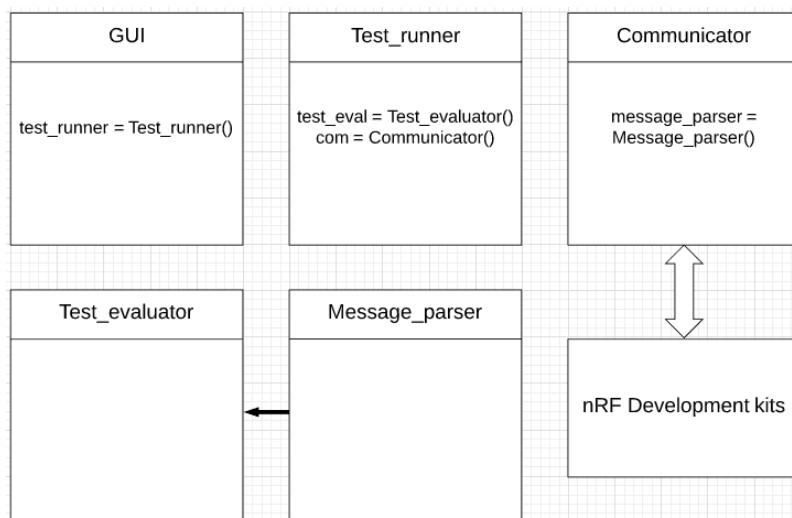 GUI
test_runner = Test_runner()
Test_runner
test_eval = Test_evaluator()
com = Communicator()
Communicator
message_parser =
Message_parser()
Test_evaluator
Message_parser
nRF Development kits